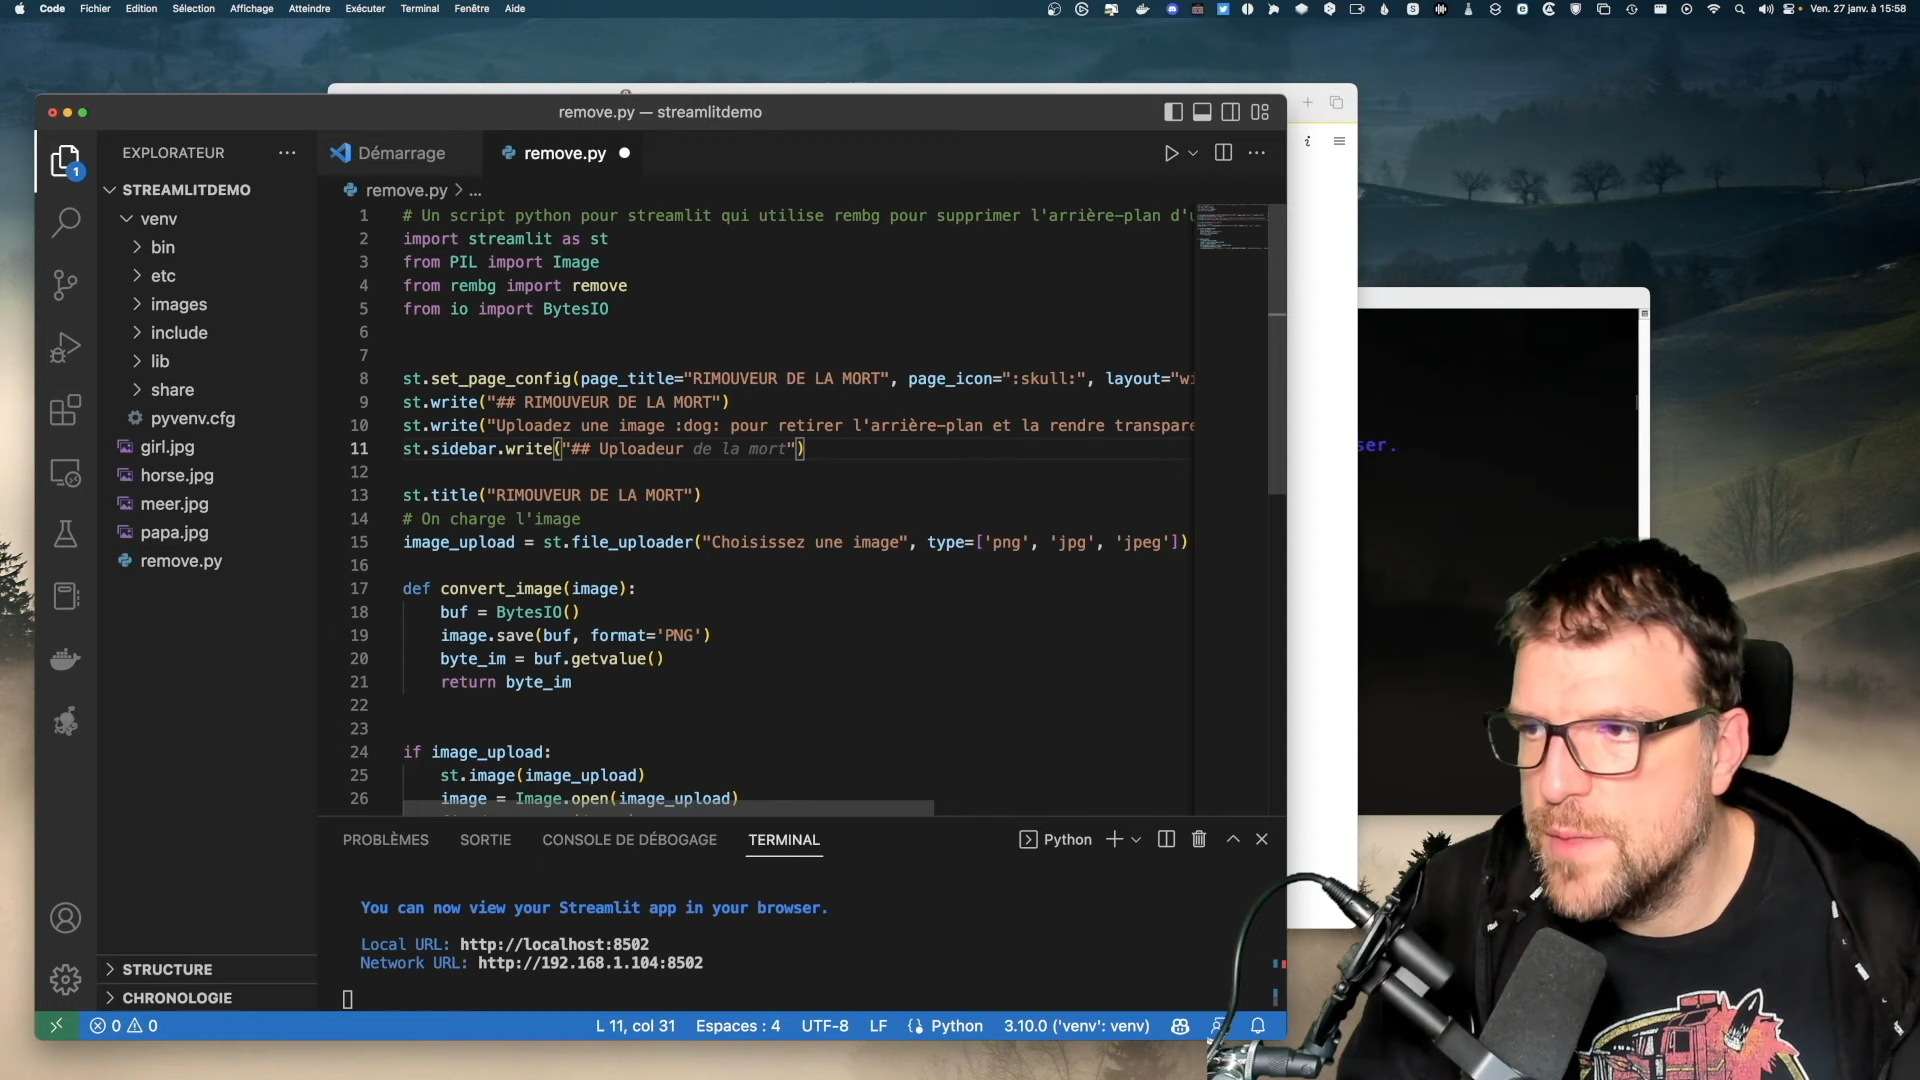 Code Fichier Edition Sélection Affichage Atteindre Exécuter Terminal Fenêtre Aide
Ven. 27 janv. à 15:58
remove.py — streamlitdemo
EXPLORATEUR
STREAMLITDEMO
venv
bin
etc
images
include
lib
share
pyvenv.cfg
girl.jpg
horse.jpg
meer.jpg
papa.jpg
remove.py
STRUCTURE
CHRONOLOGIE
Démarrage
remove.py
remove.py > ...
1 # Un script python pour streamlit qui utilise rembg pour supprimer l'arrière-plan d'u
2 import streamlit as st
3 from PIL import Image
4 from rembg import remove
5 from io import BytesIO
6
7
8 st.set_page_config(page_title="RIMOUVEUR DE LA MORT", page_icon=":skull:", layout="wi
9 st.write("## RIMOUVEUR DE LA MORT")
10 st.write("Uploadez une image :dog: pour retirer l'arrière-plan et la rendre transpare
11 st.sidebar.write("## Uploadeur de la mort")
12
13 st.title("RIMOUVEUR DE LA MORT")
14 # On charge l'image
15 image_upload = st.file_uploader("Choisissez une image", type=['png', 'jpg', 'jpeg'])
16
17 def convert_image(image):
18 buf = BytesIO()
19 image.save(buf, format='PNG')
20 byte_im = buf.getvalue()
21 return byte_im
22
23
24 if image_upload:
25 st.image(image_upload)
26 image = Image.open(image_upload)
PROBLÈMES SORTIE CONSOLE DE DÉBOGAGE TERMINAL
Python
You can now view your Streamlit app in your browser.
Local URL: http://localhost:8502
Network URL: http://192.168.1.104:8502
0 0
L 11, col 31 Espaces : 4 UTF-8 LF Python 3.10.0 ('venv': venv)
1
ser.